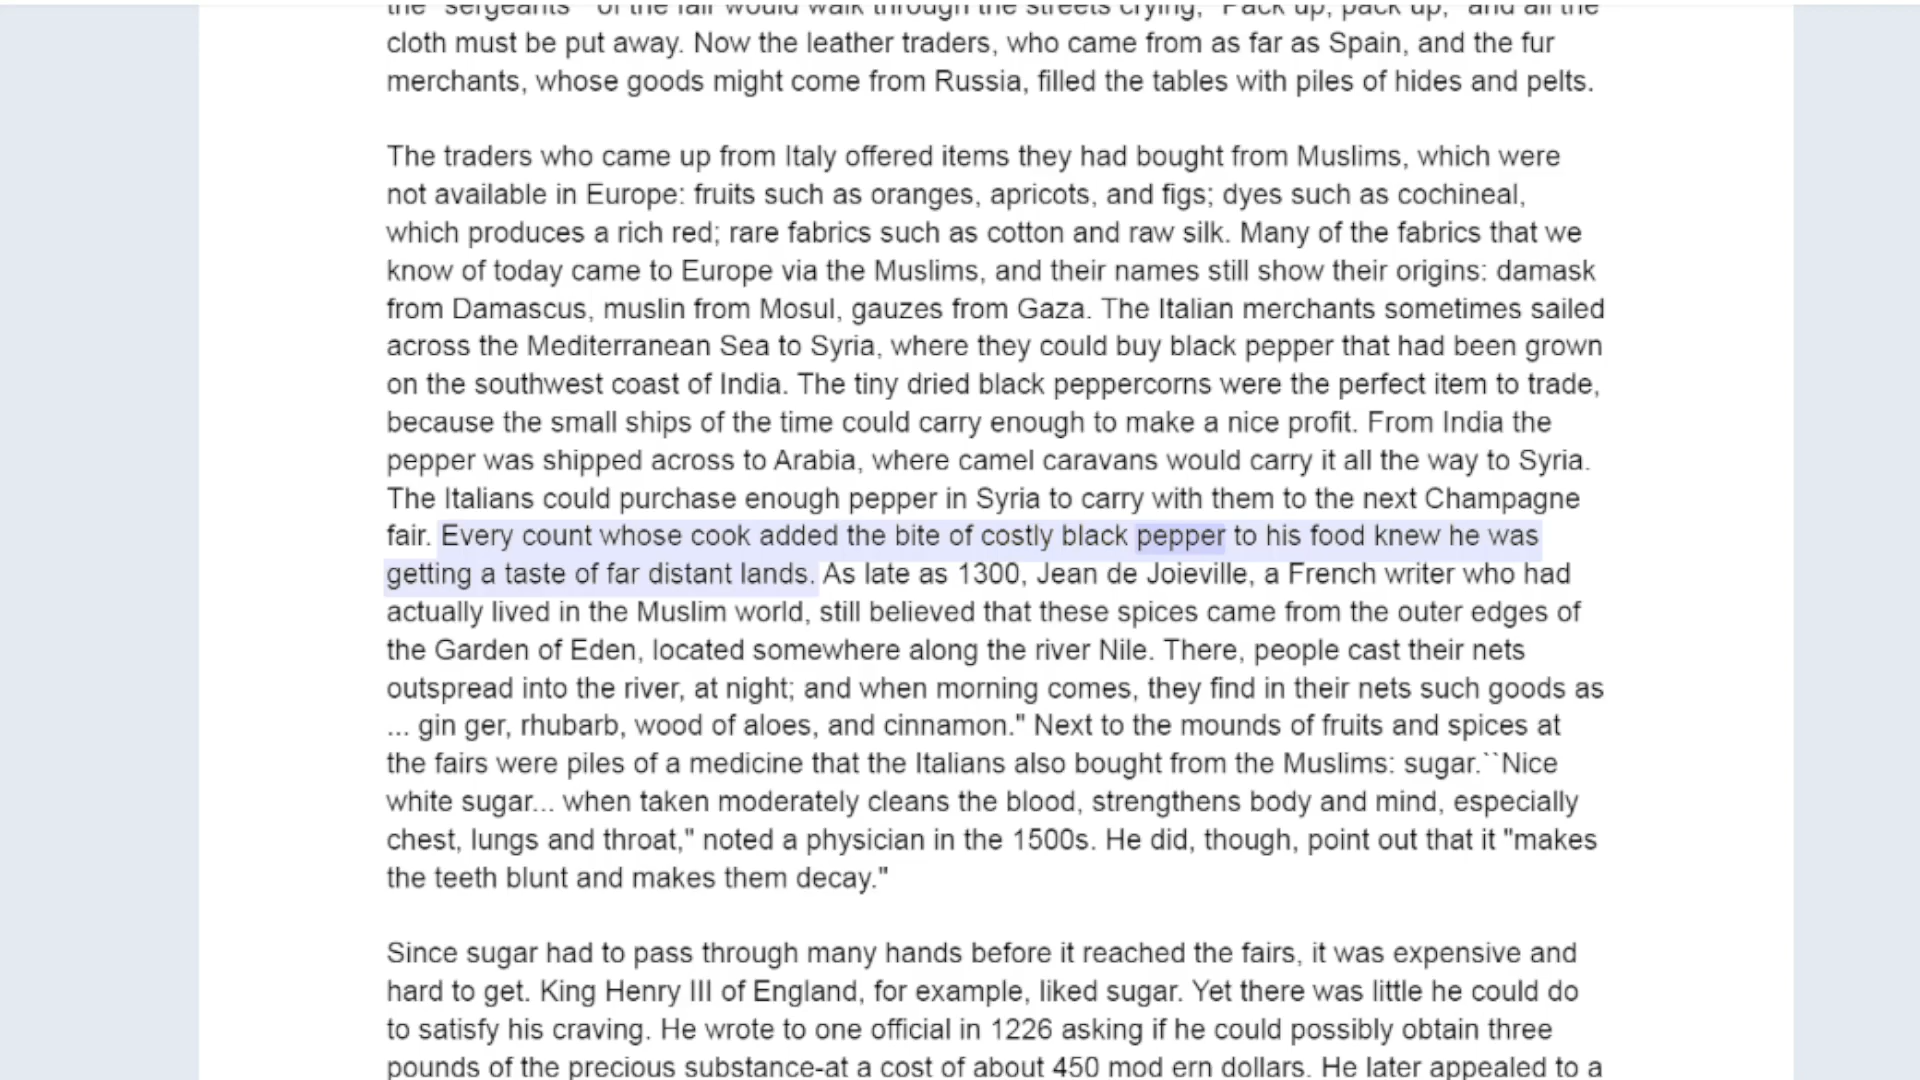 the "sergeants" of the fair would walk through the streets crying, "Pack up, pack up," and all the
cloth must be put away. Now the leather traders, who came from as far as Spain, and the fur
merchants, whose goods might come from Russia, filled the tables with piles of hides and pelts.
The traders who came up from Italy offered items they had bought from Muslims, which were
not available in Europe: fruits such as oranges, apricots, and figs; dyes such as cochineal,
which produces a rich red; rare fabrics such as cotton and raw silk. Many of the fabrics that we
know of today came to Europe via the Muslims, and their names still show their origins: damask
from Damascus, muslin from Mosul, gauzes from Gaza. The Italian merchants sometimes sailed
across the Mediterranean Sea to Syria, where they could buy black pepper that had been grown
on the southwest coast of India. The tiny dried black peppercorns were the perfect item to trade,
because the small ships of the time could carry enough to make a nice profit. From India the
pepper was shipped across to Arabia, where camel caravans would carry it all the way to Syria.
The Italians could purchase enough pepper in Syria to carry with them to the next Champagne
fair. Every count whose cook added the bite of costly black pepper to his food knew he was
getting a taste of far distant lands. As late as 1300, Jean de Joieville, a French writer who had
actually lived in the Muslim world, still believed that these spices came from the outer edges of
the Garden of Eden, located somewhere along the river Nile. There, people cast their nets
outspread into the river, at night; and when morning comes, they find in their nets such goods as
... gin ger, rhubarb, wood of aloes, and cinnamon." Next to the mounds of fruits and spices at
the fairs were piles of a medicine that the Italians also bought from the Muslims: sugar.``Nice
white sugar... when taken moderately cleans the blood, strengthens body and mind, especially
chest, lungs and throat," noted a physician in the 1500s. He did, though, point out that it "makes
the teeth blunt and makes them decay."
Since sugar had to pass through many hands before it reached the fairs, it was expensive and
hard to get. King Henry III of England, for example, liked sugar. Yet there was little he could do
to satisfy his craving. He wrote to one official in 1226 asking if he could possibly obtain three
pounds of the precious substance-at a cost of about 450 mod ern dollars. He later appealed to a